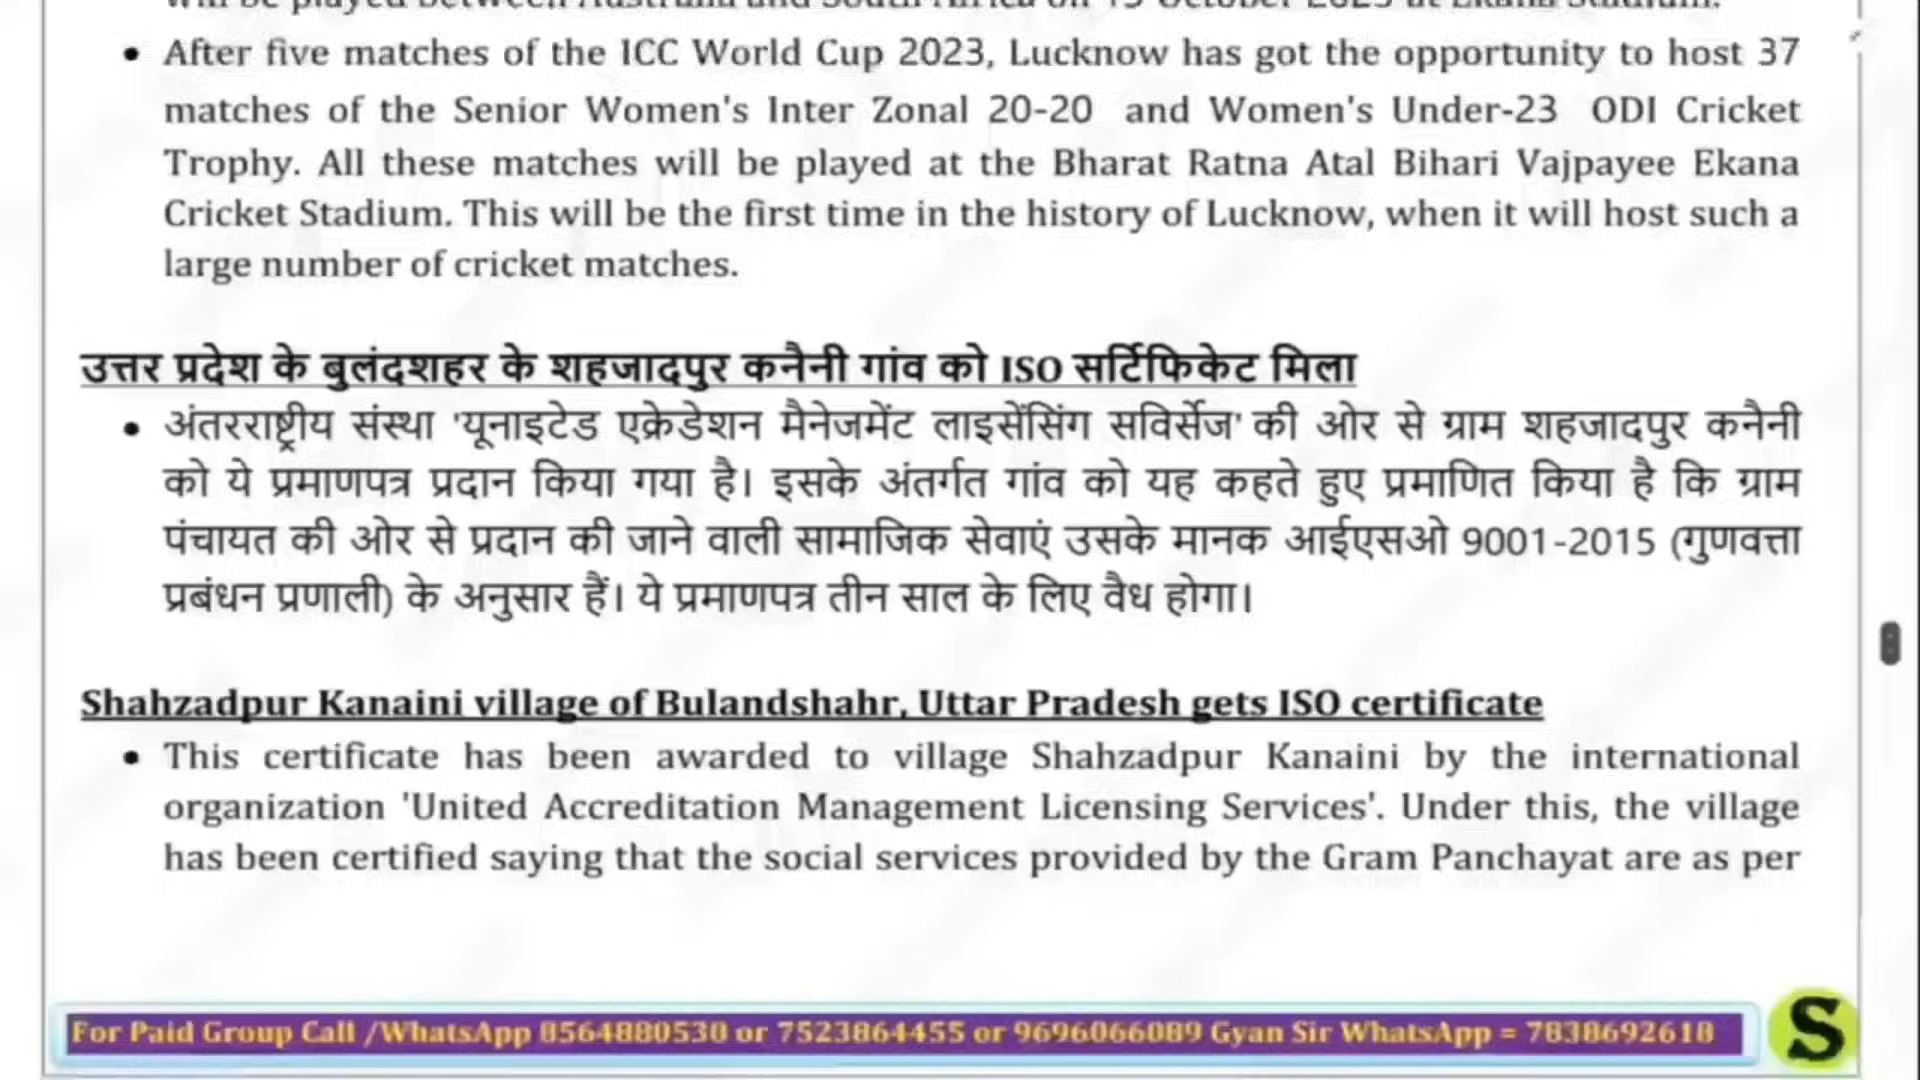 will be played between Australia and South Africa on 13 October 2023 at Ekana Stadium.
• After five matches of the ICC World Cup 2023, Lucknow has got the opportunity to host 37
matches of the Senior Women's Inter Zonal 20-20 and Women's Under-23 ODI Cricket
Trophy. All these matches will be played at the Bharat Ratna Atal Bihari Vajpayee Ekana
Cricket Stadium. This will be the first time in the history of Lucknow, when it will host such a
large number of cricket matches.
उत्तर प्रदेश के बुलंदशहर के शहजादपुर कनैनी गांव को ISO सर्टिफिकेट मिला
• अंतरराष्ट्रीय संस्था 'यूनाइटेड एक्रेडेशन मैनेजमेंट लाइसेंसिंग सविर्सेज' की ओर से ग्राम शहजादपुर कनैनी
को ये प्रमाणपत्र प्रदान किया गया है। इसके अंतर्गत गांव को यह कहते हुए प्रमाणित किया है कि ग्राम
पंचायत की ओर से प्रदान की जाने वाली सामाजिक सेवाएं उसके मानक आईएसओ 9001-2015 (गुणवत्ता
प्रबंधन प्रणाली) के अनुसार हैं। ये प्रमाणपत्र तीन साल के लिए वैध होगा।
Shahzadpur Kanaini village of Bulandshahr, Uttar Pradesh gets ISO certificate
• This certificate has been awarded to village Shahzadpur Kanaini by the international
organization 'United Accreditation Management Licensing Services'. Under this, the village
has been certified saying that the social services provided by the Gram Panchayat are as per
For Paid Group Call /WhatsApp 8564880530 or 7523864455 or 9696066089 Gyan Sir WhatsApp = 7838692618
S